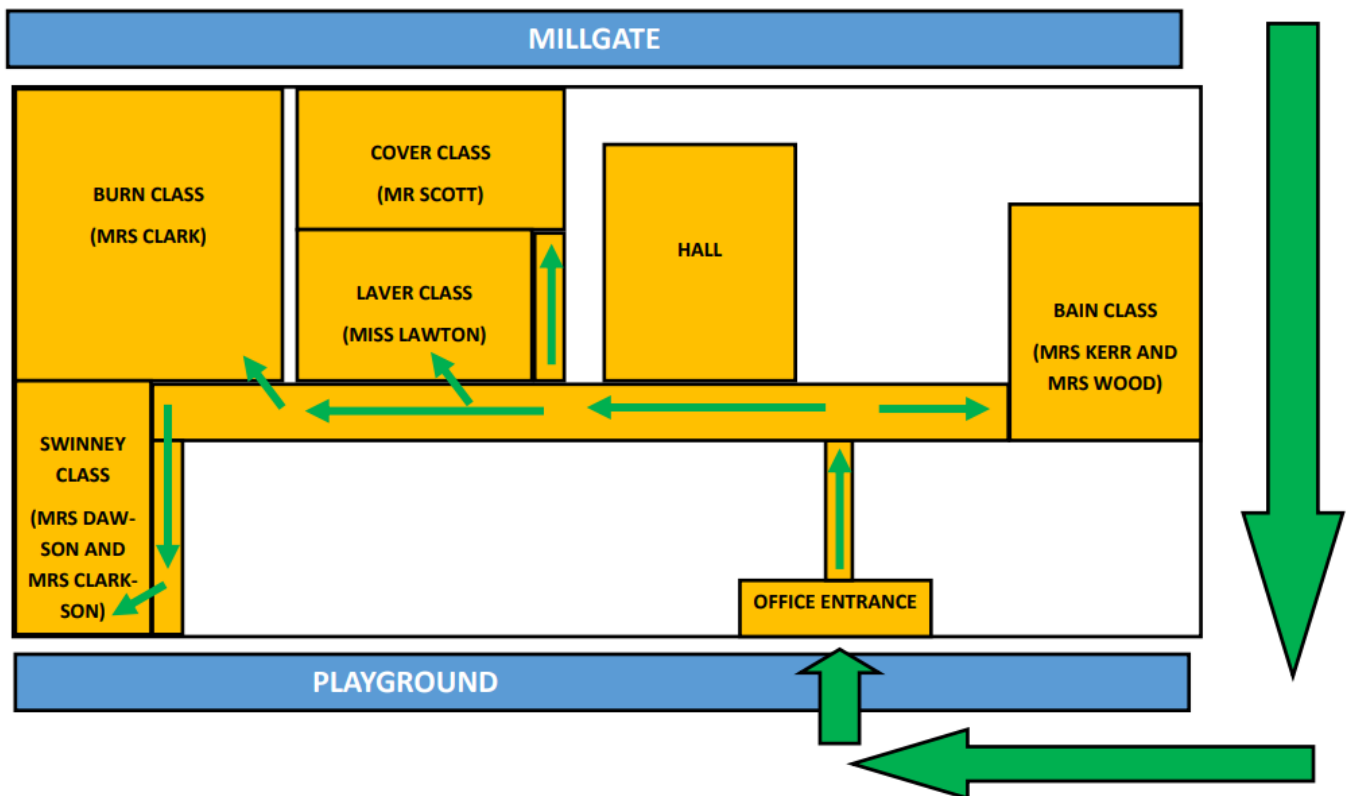 MILLGATE
BURN CLASS
(MRS CLARK)
COVER CLASS
(MR SCOTT)
LAVER CLASS
(MISS LAWTON)
HALL
BAIN CLASS
(MRS KERR AND
MRS WOOD)
SWINNEY
CLASS
(MRS DAW-
SON AND
MRS CLARK-
SON)
OFFICE ENTRANCE
PLAYGROUND